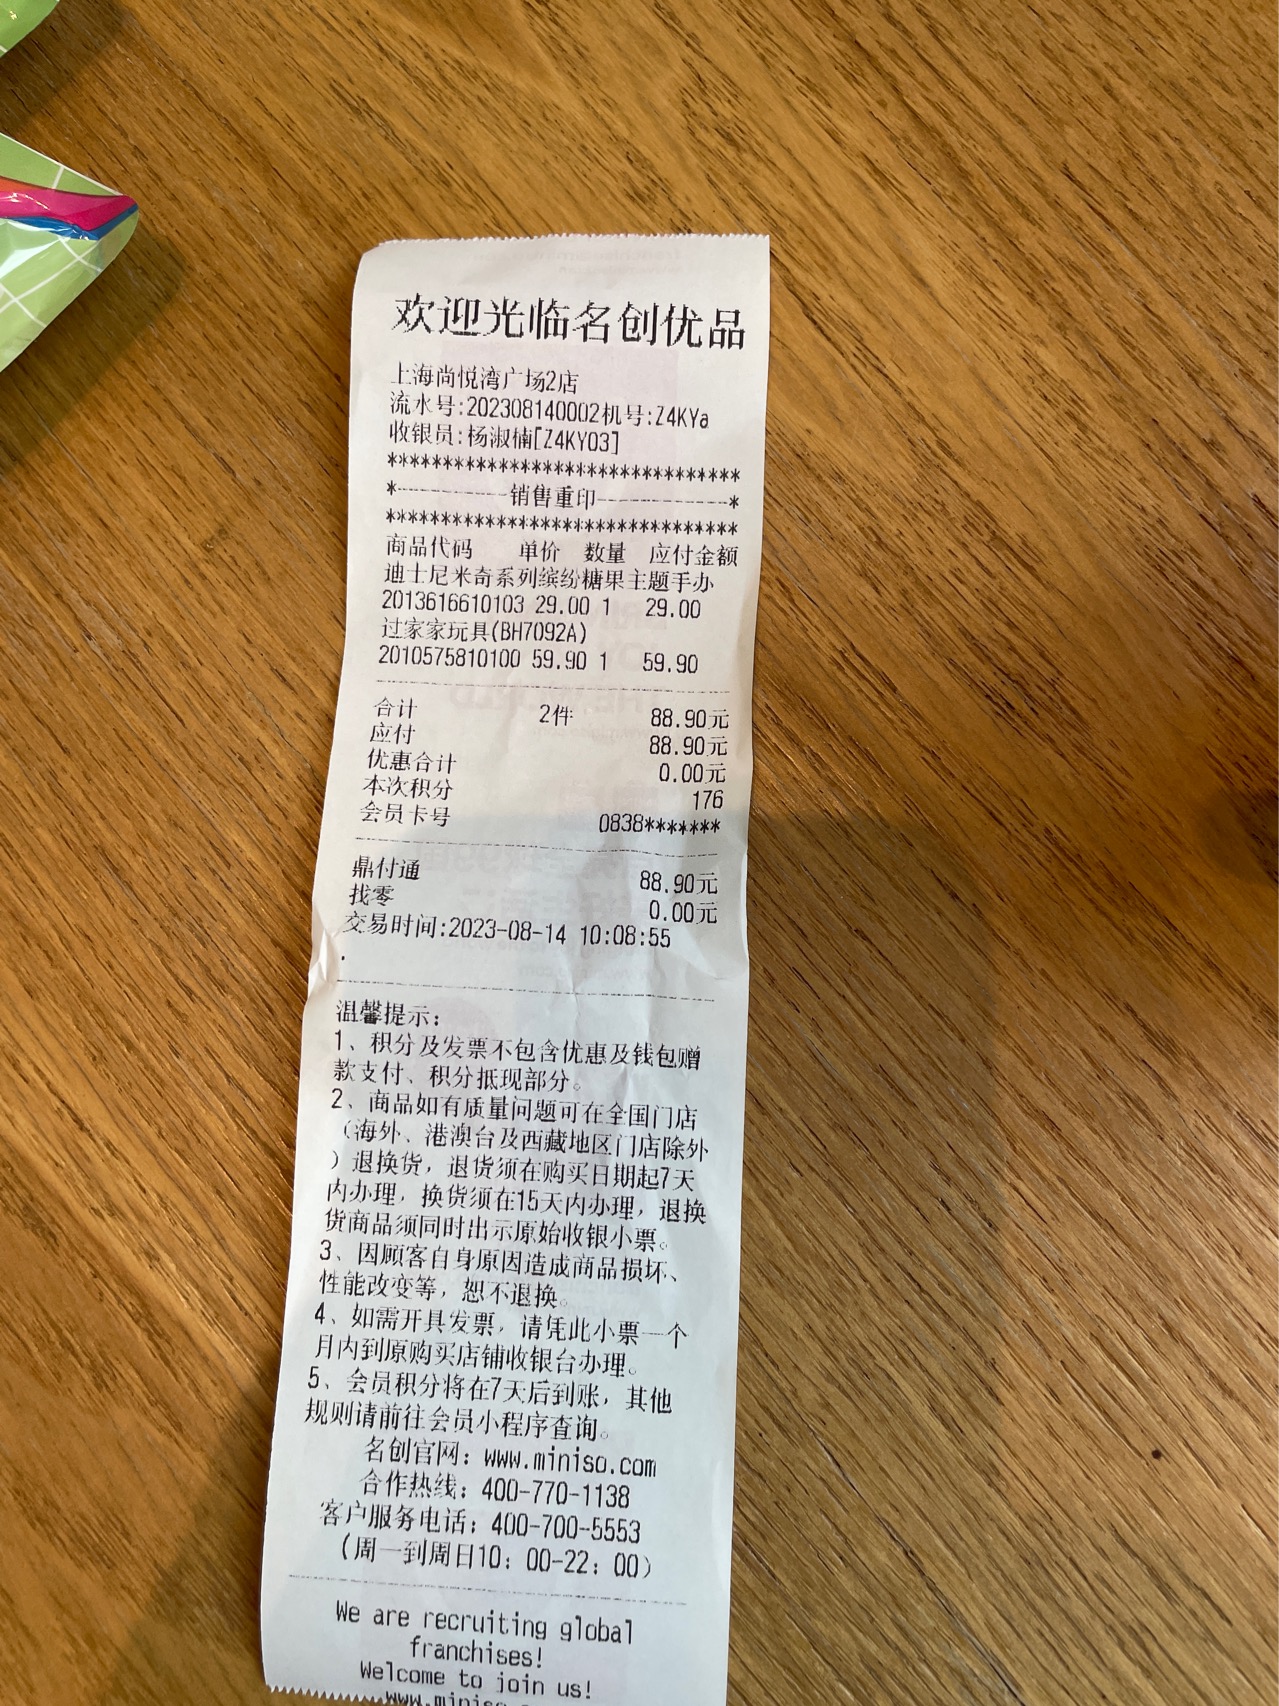 欢迎光临名创优品
上海尚悦湾广场2店
流水号:202308140002机号:Z4KYa
收银员:杨淑楠[Z4KY03]
*******************************
*-----------销售重印-------------*
*******************************
商品代码 单价 数量 应付金额
迪士尼米奇系列缤纷糖果主题手办
2013616610103 29.00 1 29.00
过家家玩具(BH7092A)
2010575810100 59.90 1 59.90
合计 2件 88.90元
应付 88.90元
优惠合计 0.00元
本次积分 176
会员卡号 0838*******
鼎付通 88.90元
找零 0.00元
交易时间:2023-08-14 10:08:55
.
温馨提示:
1、积分及发票不包含优惠及钱包赠
款支付、积分抵现部分。
2、商品如有质量问题可在全国门店
(海外、港澳台及西藏地区门店除外
)退换货,退货须在购买日期起7天
内办理,换货须在15天内办理,退换
货商品须同时出示原始收银小票。
3、因顾客自身原因造成商品损坏、
性能改变等,恕不退换。
4、如需开具发票,请凭此小票一个
月内到原购买店铺收银台办理。
5、会员积分将在7天后到账,其他
规则请前往会员小程序查询。
名创官网:www.miniso.com
合作热线:400-770-1138
客户服务电话:400-700-5553
(周一到周日10:00-22:00)
We are recruiting global
franchises!
Welcome to join us!